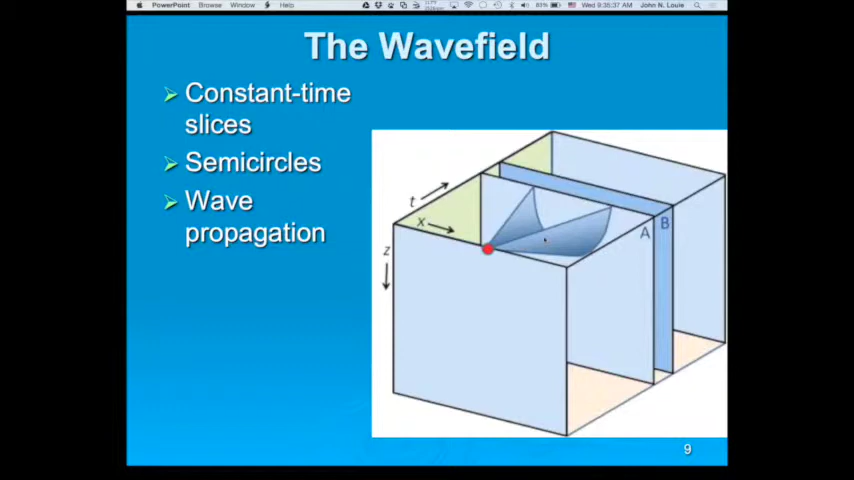 PowerPoint Browse Window Help
81% Wed 9:35:37 AM John N. Louie
The Wavefield
Constant-time
slices
Semicircles
Wave
propagation
t
x
z
A
B
9